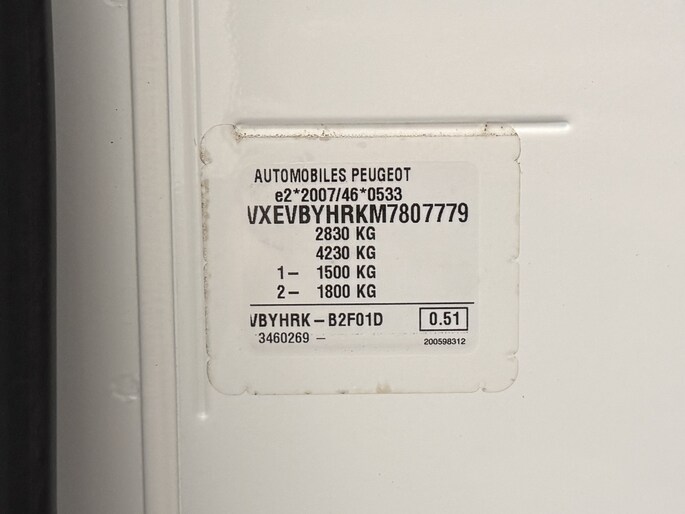 AUTOMOBILES PEUGEOT
e2*2007/46*0533
VXEVBYHRKM7807779
2830 KG
4230 KG
1– 1500 KG
2– 1800 KG
VBYHRK–B2F01D 0.51
3460269 – 200598312